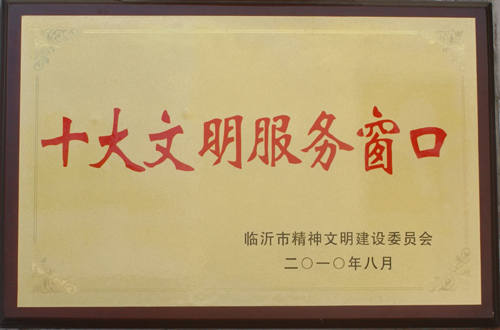 十大文明服务窗口
临沂市精神文明建设委员会
二〇一〇年八月